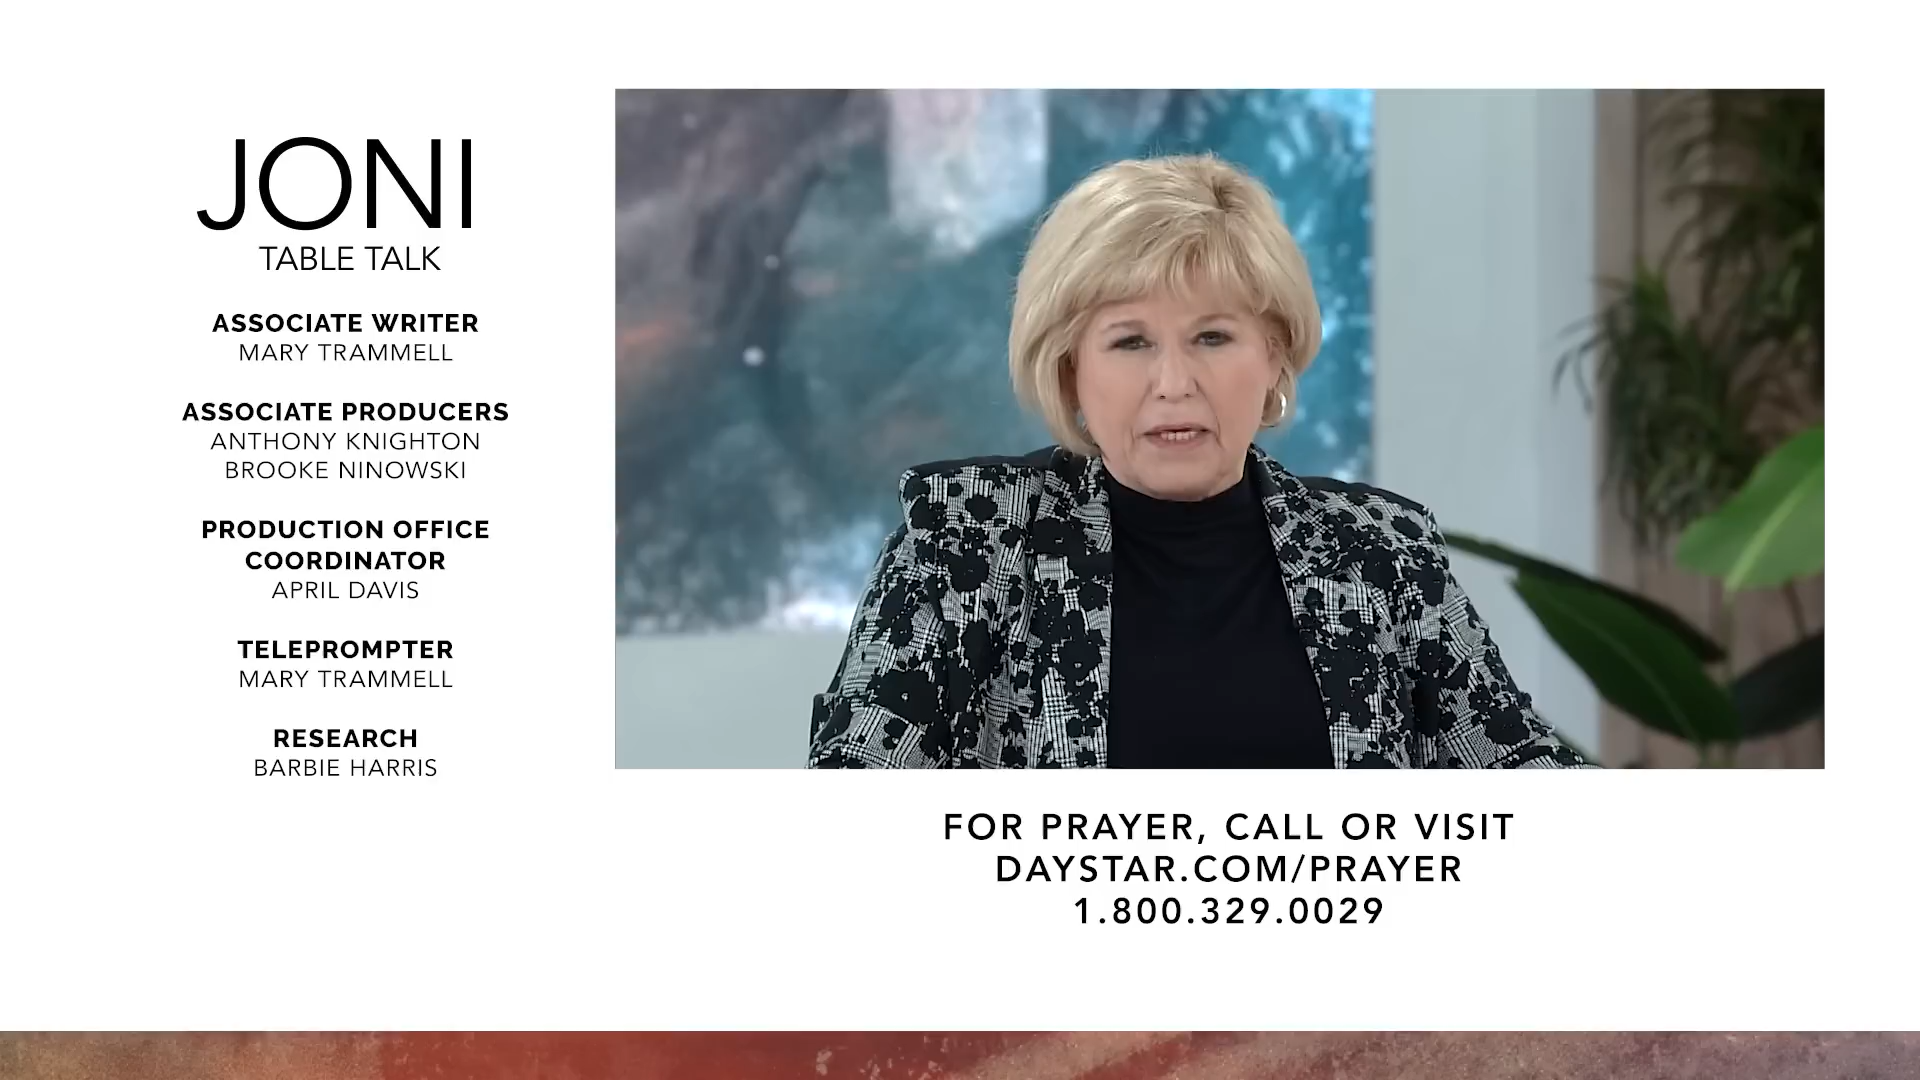 JONI
TABLE TALK
ASSOCIATE WRITER
MARY TRAMMELL
ASSOCIATE PRODUCERS
ANTHONY KNIGHTON
BROOKE NINOWSKI
PRODUCTION OFFICE
COORDINATOR
APRIL DAVIS
TELEPROMPTER
MARY TRAMMELL
RESEARCH
BARBIE HARRIS
FOR PRAYER, CALL OR VISIT
DAYSTAR.COM/PRAYER
1.800.329.0029